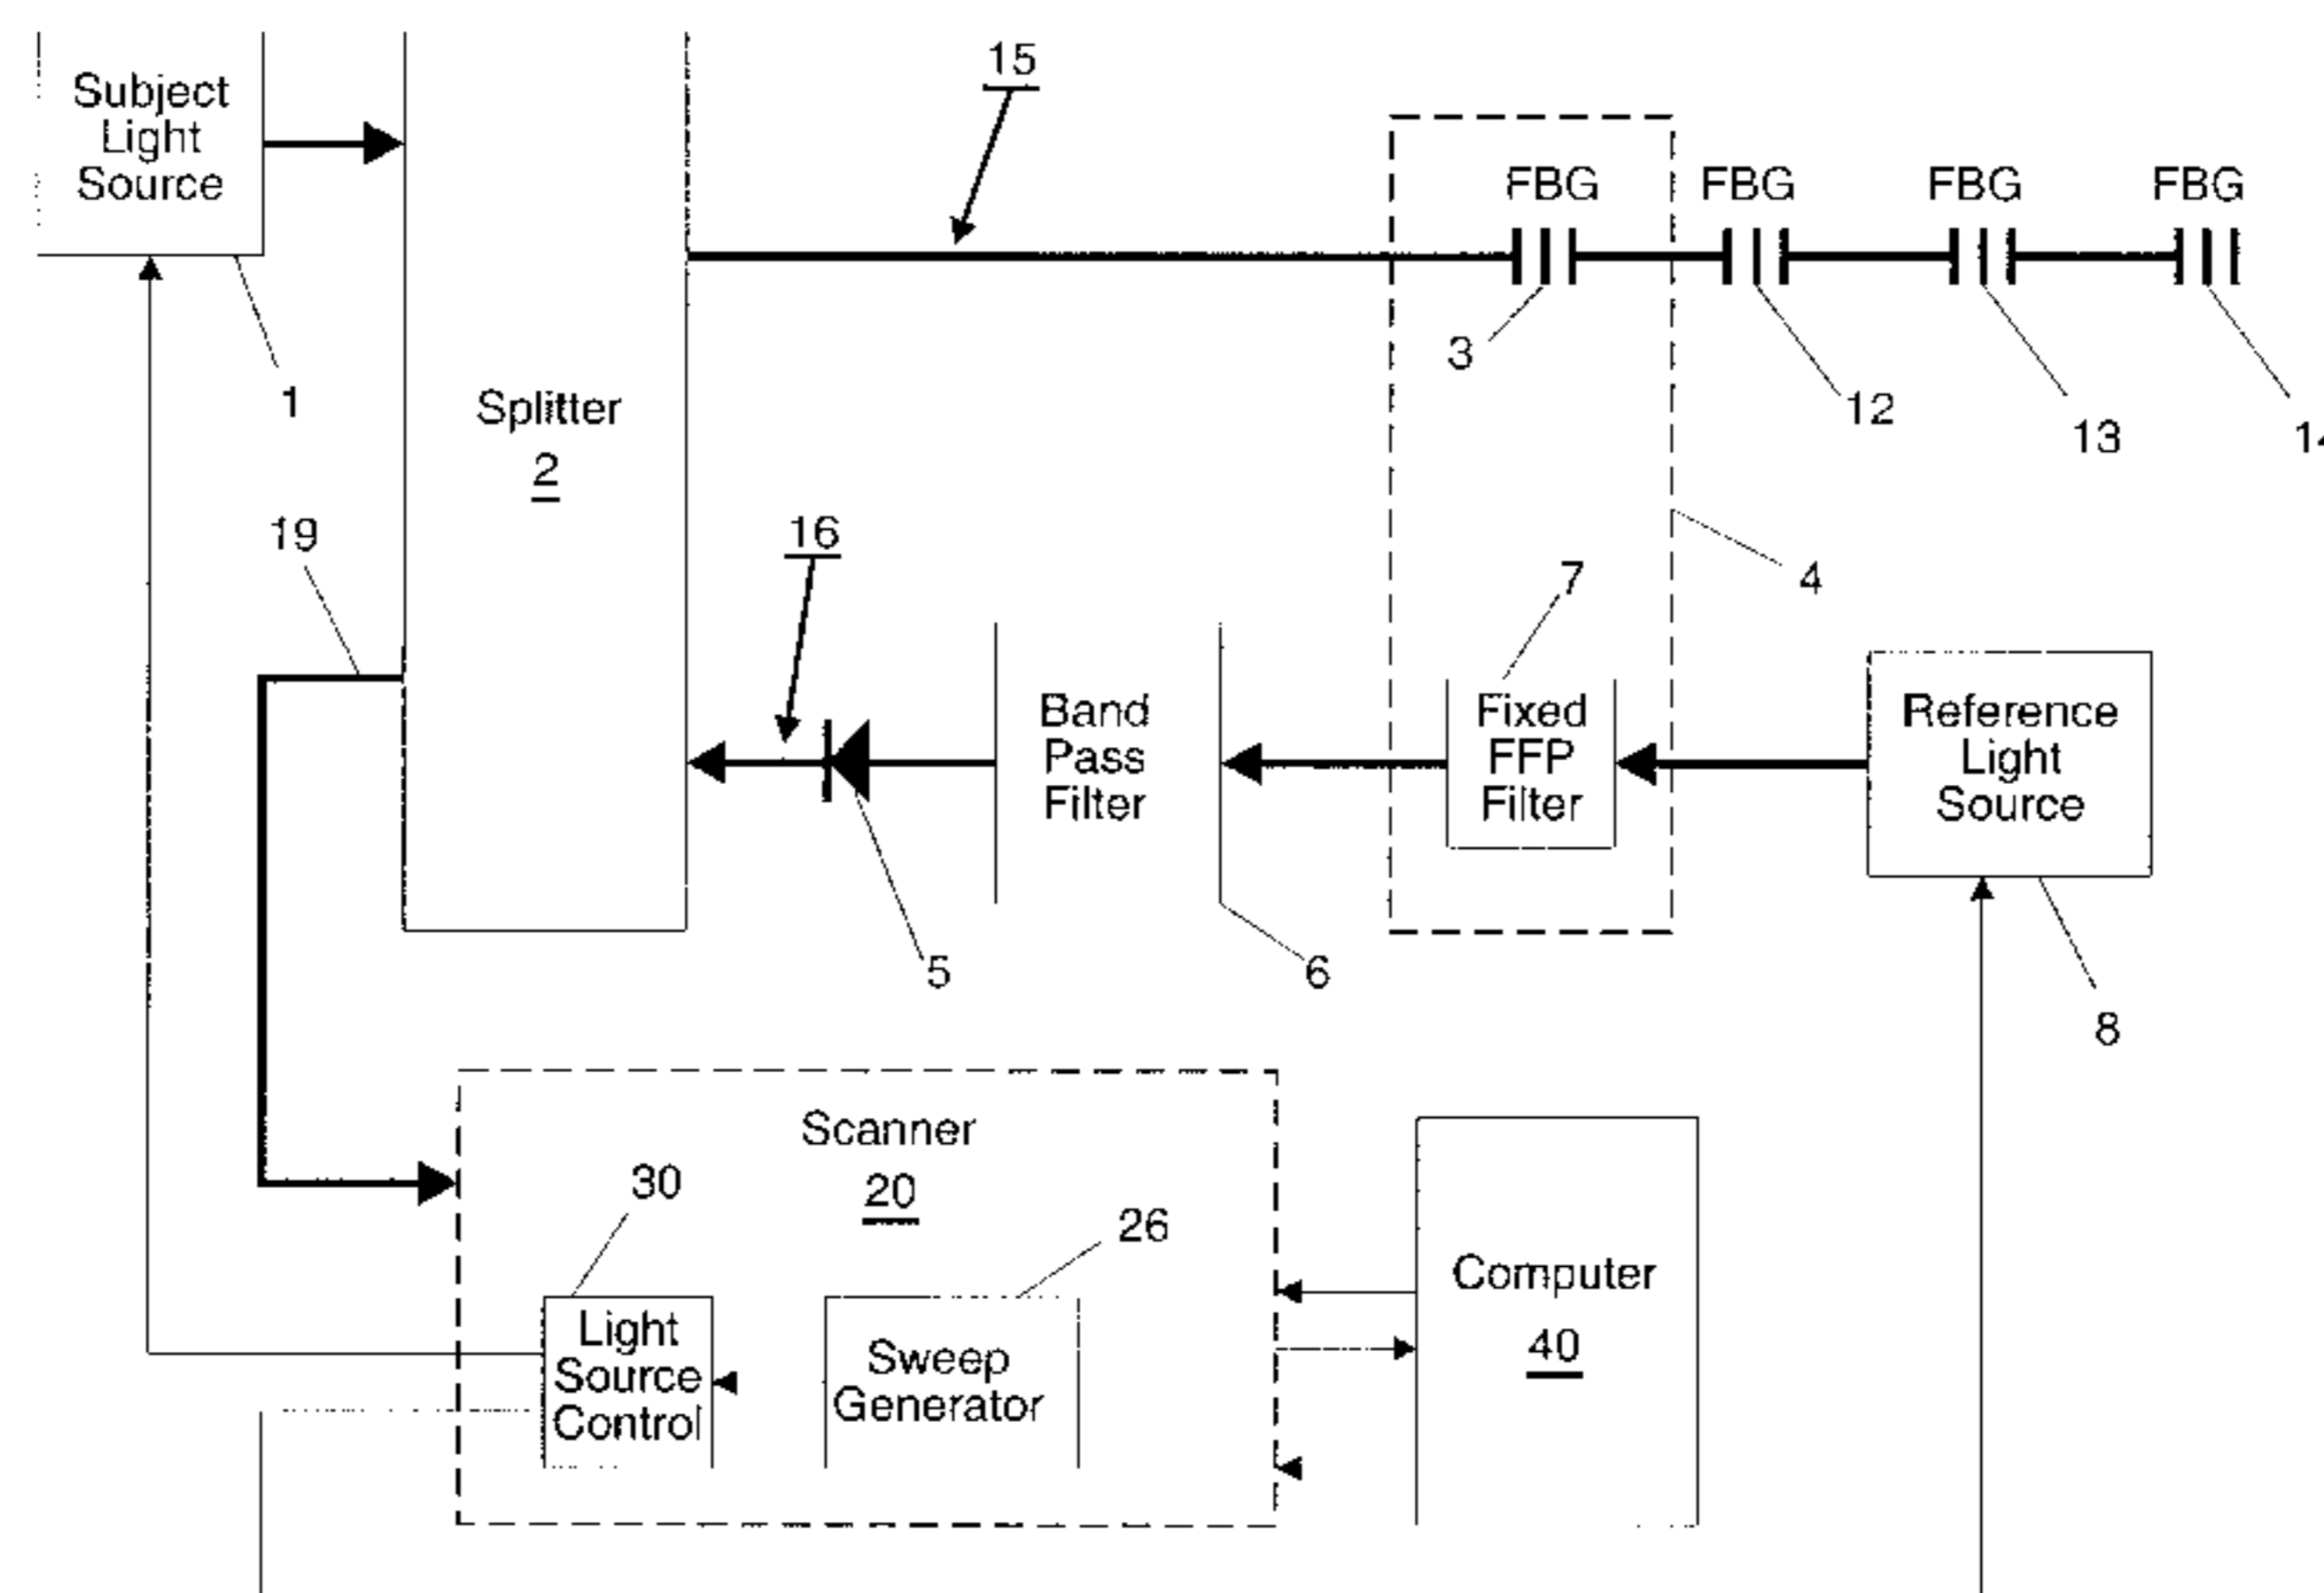 15
Subject
Light
Source
FBG
FBG
FBG
FBG
3
1
12
13
Splitter
2
19
16
7
4
Band
Pass
Filter
Fixed
FFP
Filter
Reference
Light
Source
5
6
8
Scanner
20
30
26
Computer
40
Light
Source
Control
Sweep
Generator